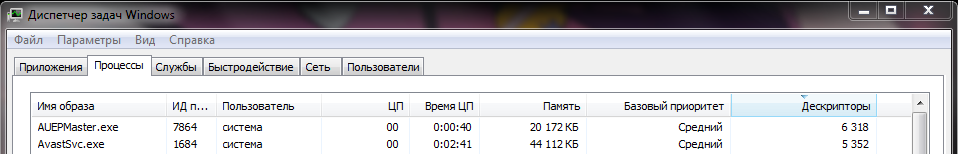 Диспетчер задач Windows
Файл Параметры Вид Справка
Приложения Процессы Службы Быстродействие Сеть Пользователи
Имя образа ИД п... Пользователь ЦП Время ЦП Память Базовый приоритет Дескрипторы
AUEPMaster.exe 7864 система 00 0:00:40 20 172 КБ Средний 6 318
AvastSvc.exe 1684 система 00 0:02:41 44 112 КБ Средний 5 352